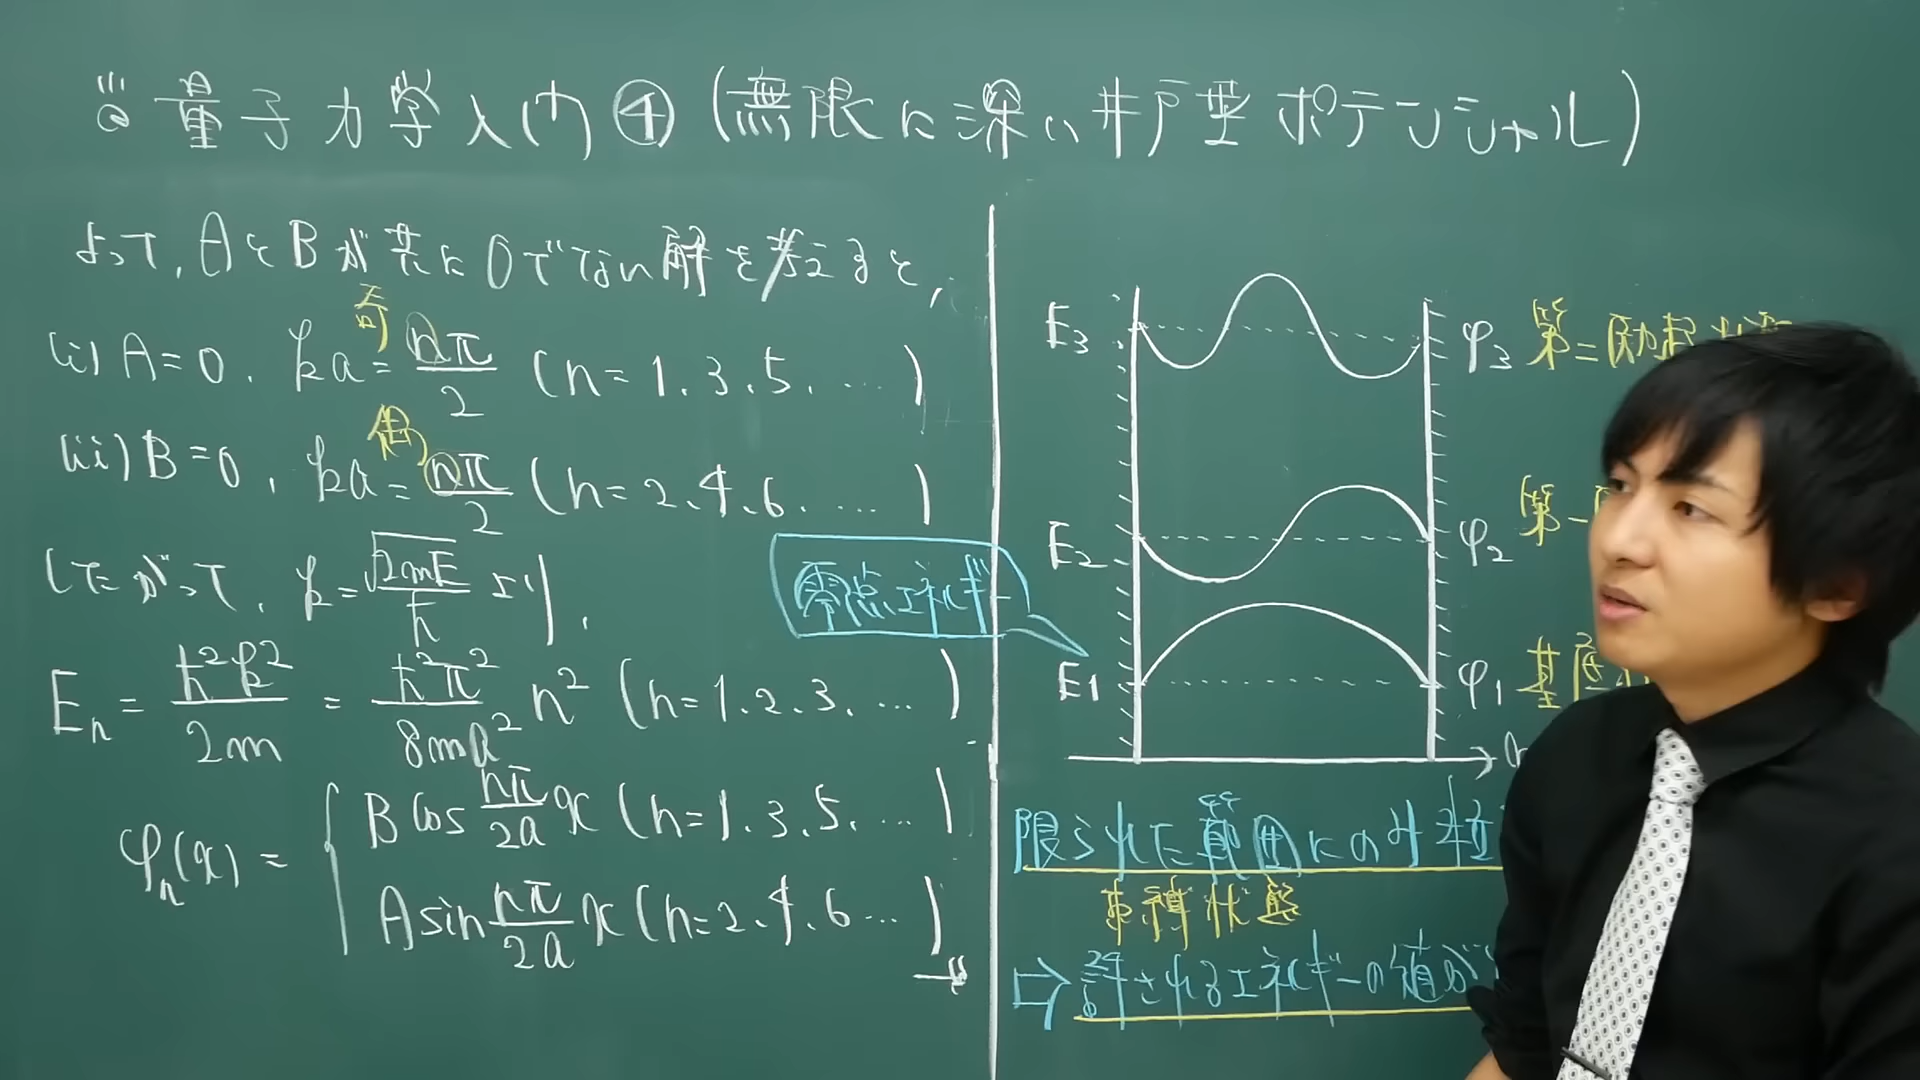 ◎ 量子力学入門④ (無限に深い井戸型ポテンシャル)
よって、AとBが共に0でない解を考えると、
奇
(i) A=0, ka = nπ/2 (n=1.3.5. …)
偶
(ii) B=0, ka = nπ/2 (n=2.4.6. …)
したがって、k=√2mE/ħ より、
En = ħ²k²/2m = ħ²π²/8ma² n² (n=1.2.3. …)
φn(x) = { B cos nπ/2a x (n=1.3.5. …)
A sin nπ/2a x (n=2.4.6 …)
零点エネルギー
E3 φ3 第二励起状態
E2 φ2 第一
E1 φ1 基底
限られた範囲にのみ粒
束縛状態
⇨許されるエネルギーの値が